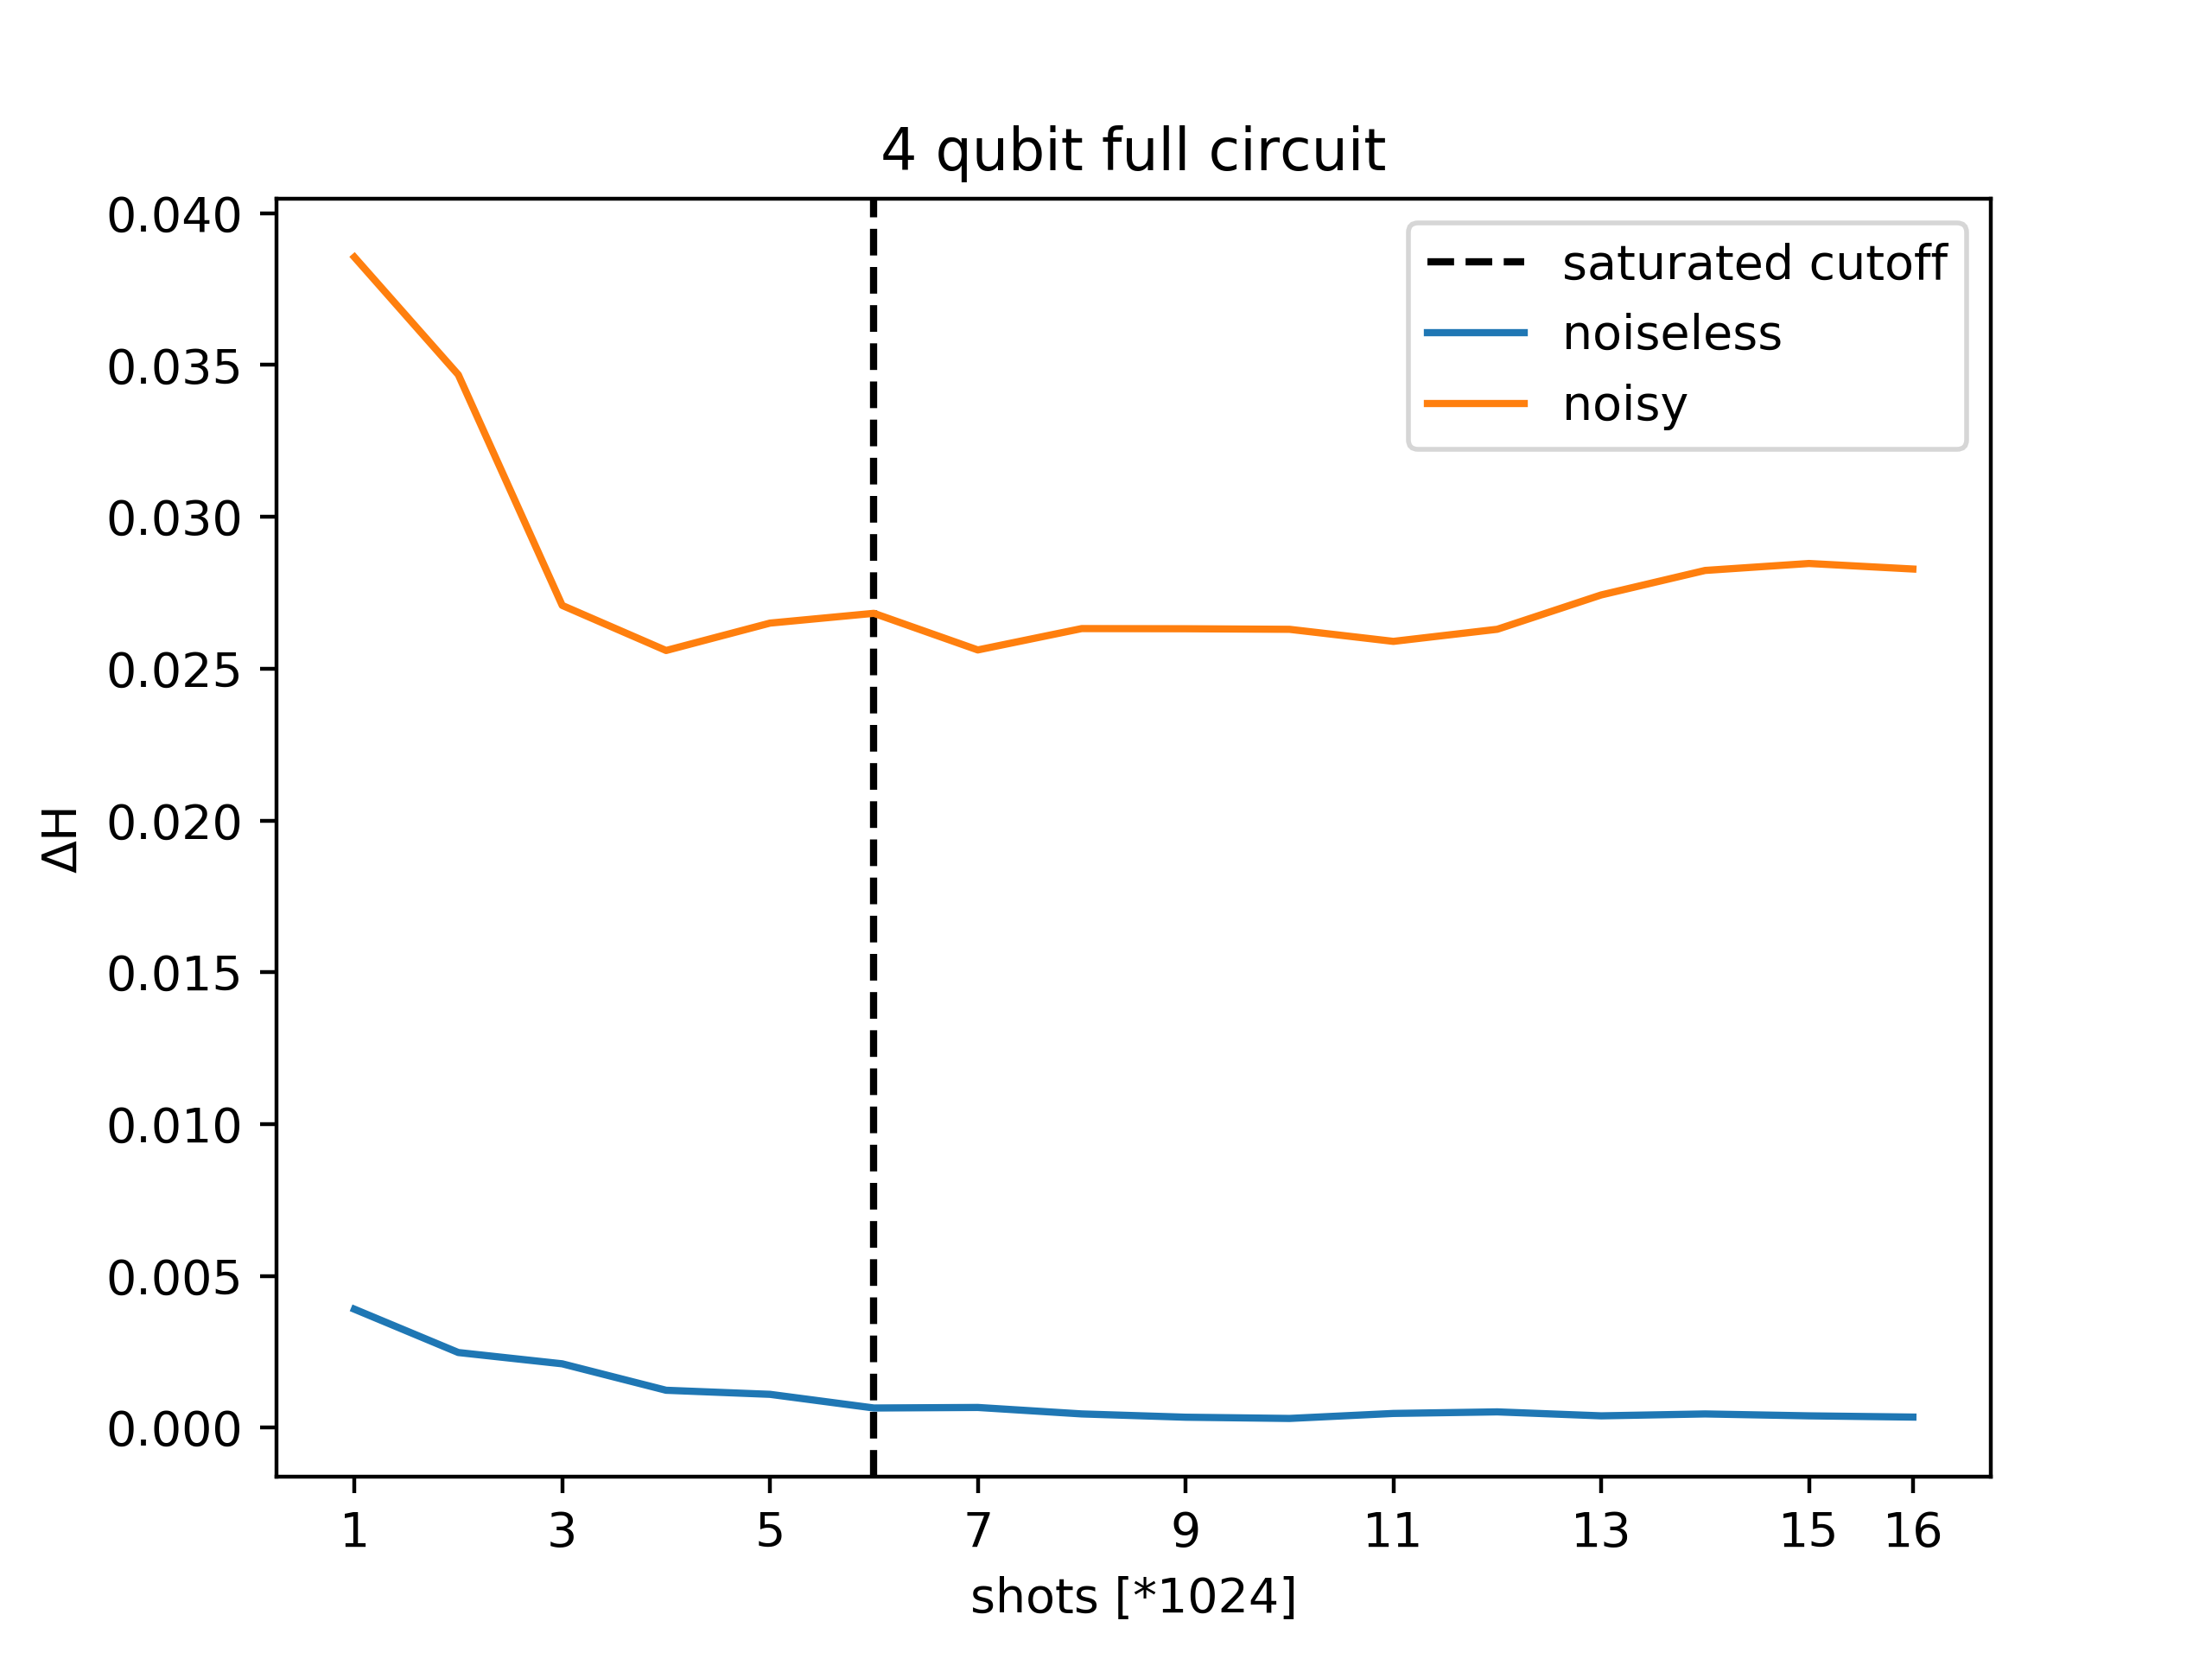 4 qubit full circuit
saturated cutoff
noiseless
noisy
ΔH
0.040
0.035
0.030
0.025
0.020
0.015
0.010
0.005
0.000
1 3 5 7 9 11 13 15 16
shots [*1024]